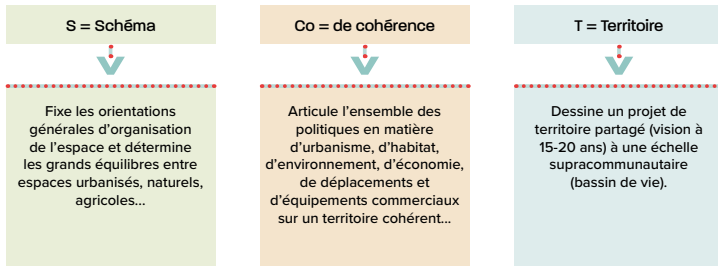 S = Schéma
Fixe les orientations
générales d'organisation
de l'espace et détermine
les grands équilibres entre
espaces urbanisés, naturels,
agricoles...
Co = de cohérence
Articule l'ensemble des
politiques en matière
d'urbanisme, d'habitat,
d'environnement, d'économie,
de déplacements et
d'équipements commerciaux
sur un territoire cohérent...
T = Territoire
Dessine un projet de
territoire partagé (vision à
15-20 ans) à une échelle
supracommunautaire
(bassin de vie).